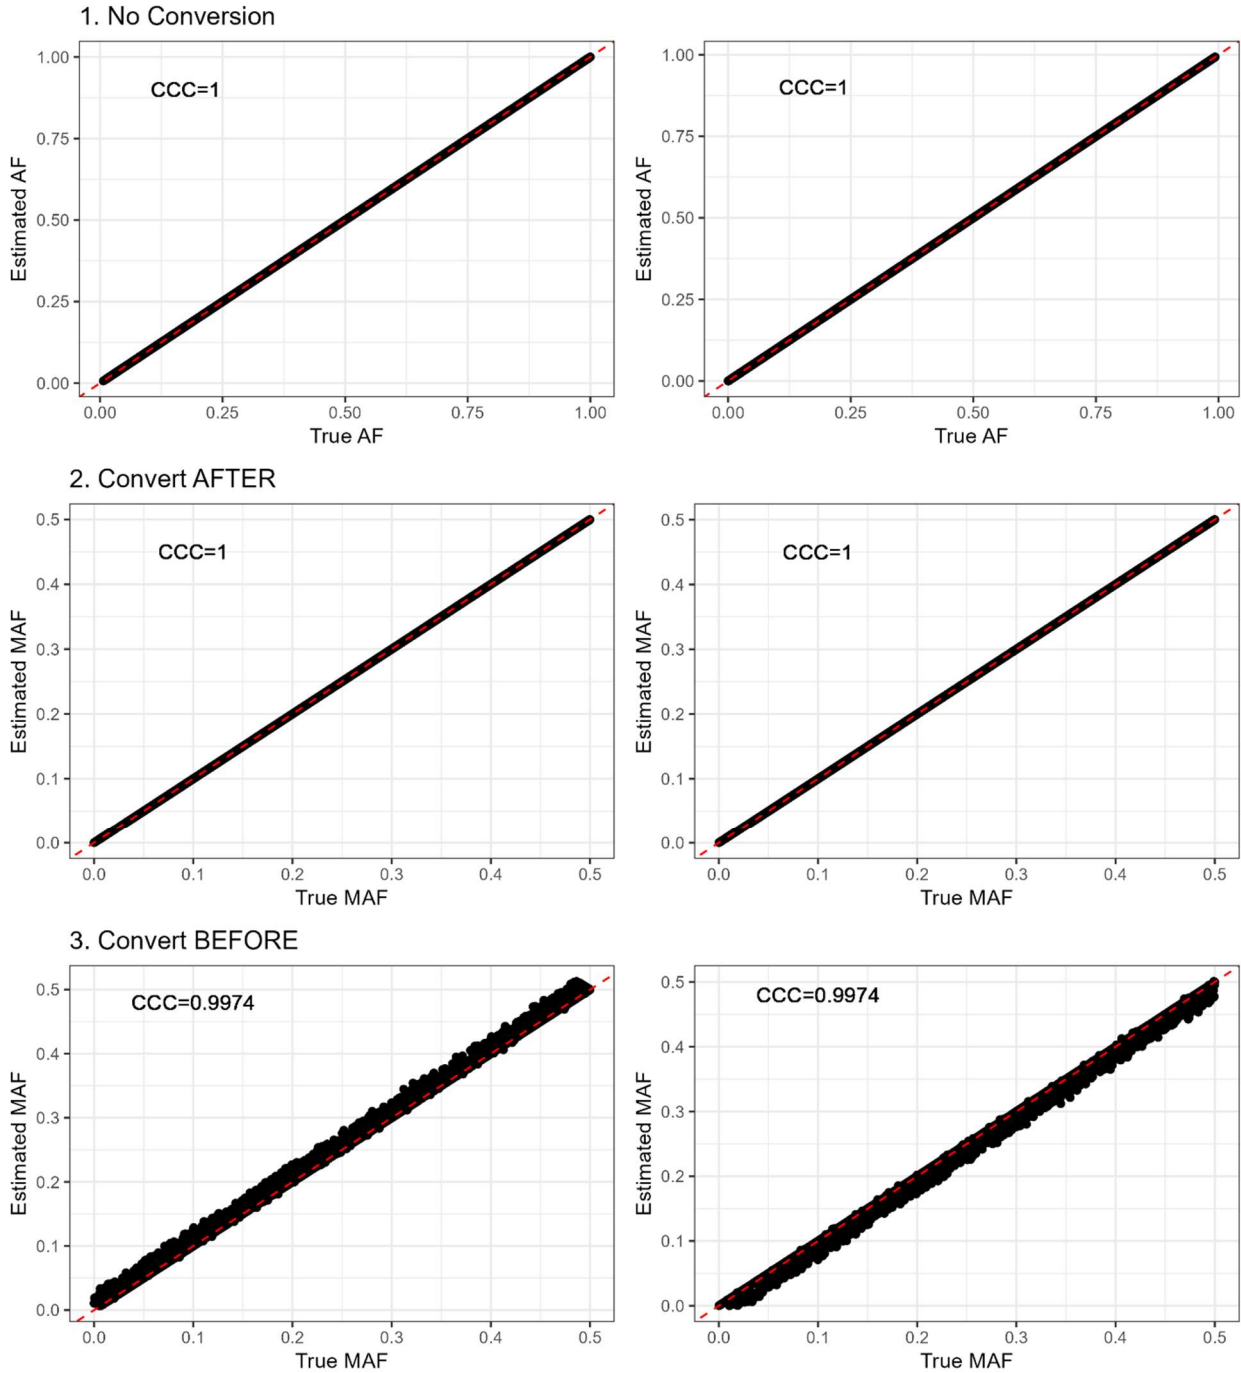 1. No Conversion
CCC=1
Estimated AF
1.00
0.75
0.50
0.25
0.00
0.00 0.25 0.50 0.75 1.00
True AF
CCC=1
Estimated AF
1.00
0.75
0.50
0.25
0.00
0.00 0.25 0.50 0.75 1.00
True AF
2. Convert AFTER
CCC=1
Estimated MAF
0.5
0.4
0.3
0.2
0.1
0.0
0.0 0.1 0.2 0.3 0.4 0.5
True MAF
CCC=1
Estimated MAF
0.5
0.4
0.3
0.2
0.1
0.0
0.0 0.1 0.2 0.3 0.4 0.5
True MAF
3. Convert BEFORE
CCC=0.9974
Estimated MAF
0.5
0.4
0.3
0.2
0.1
0.0
0.0 0.1 0.2 0.3 0.4 0.5
True MAF
CCC=0.9974
Estimated MAF
0.5
0.4
0.3
0.2
0.1
0.0
0.0 0.1 0.2 0.3 0.4 0.5
True MAF